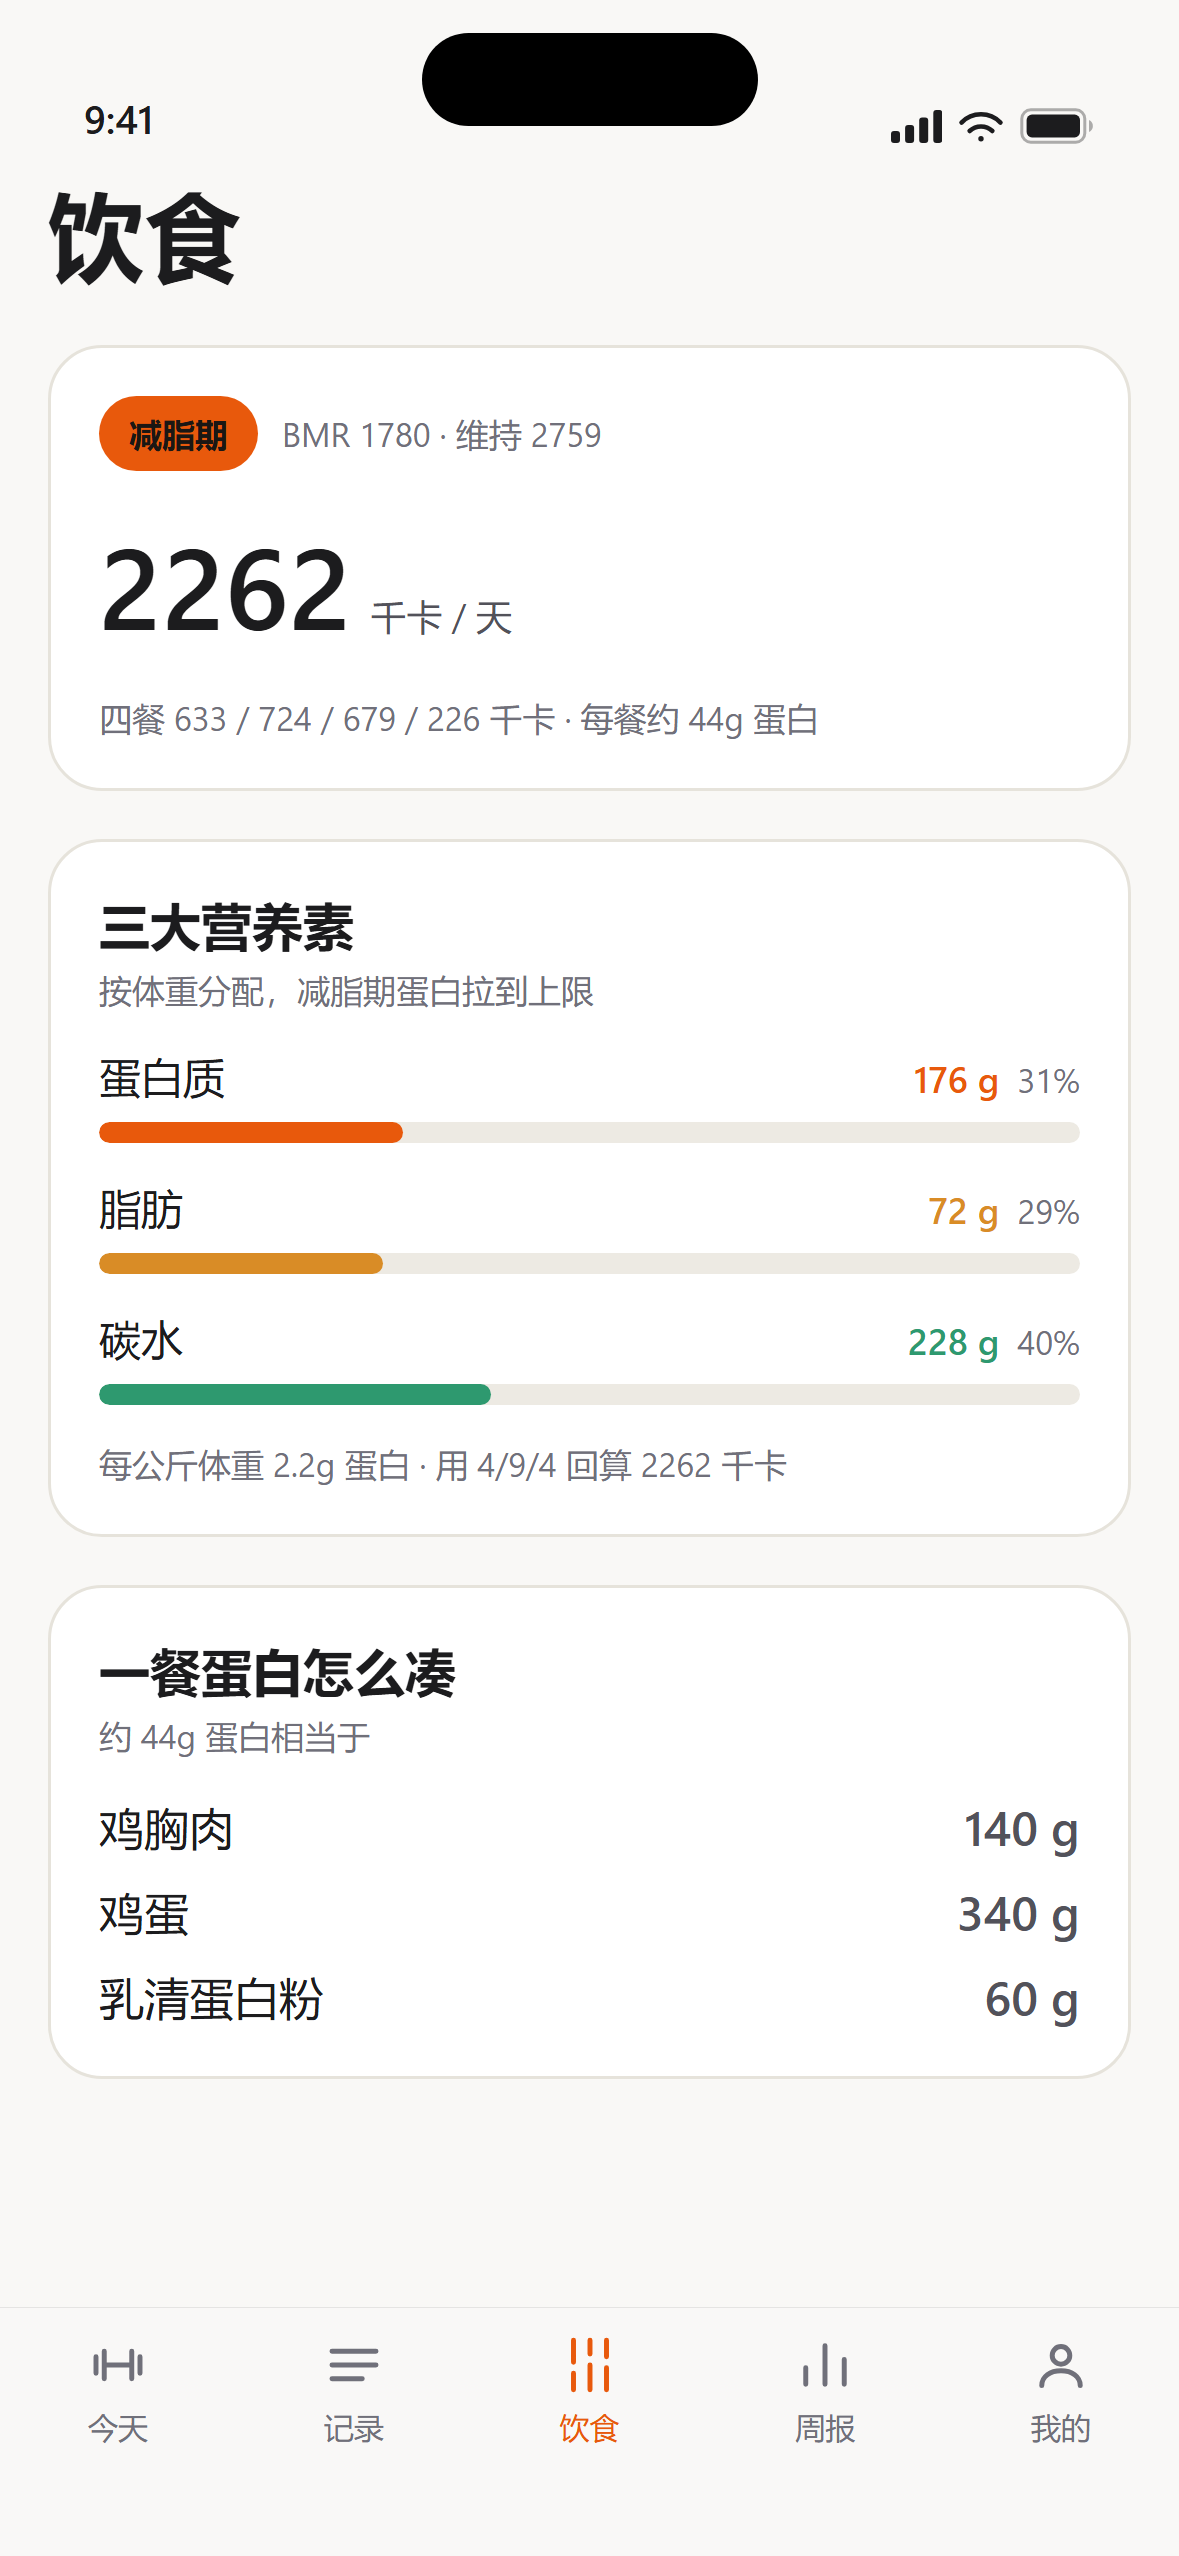 9:41
饮食
减脂期 BMR 1780 · 维持 2759
2262 千卡 / 天
四餐 633 / 724 / 679 / 226 千卡 · 每餐约 44g 蛋白
三大营养素
按体重分配，减脂期蛋白拉到上限
蛋白质 176 g 31%
脂肪 72 g 29%
碳水 228 g 40%
每公斤体重 2.2g 蛋白 · 用 4/9/4 回算 2262 千卡
一餐蛋白怎么凑
约 44g 蛋白相当于
鸡胸肉 140 g
鸡蛋 340 g
乳清蛋白粉 60 g
今天 记录 饮食 周报 我的